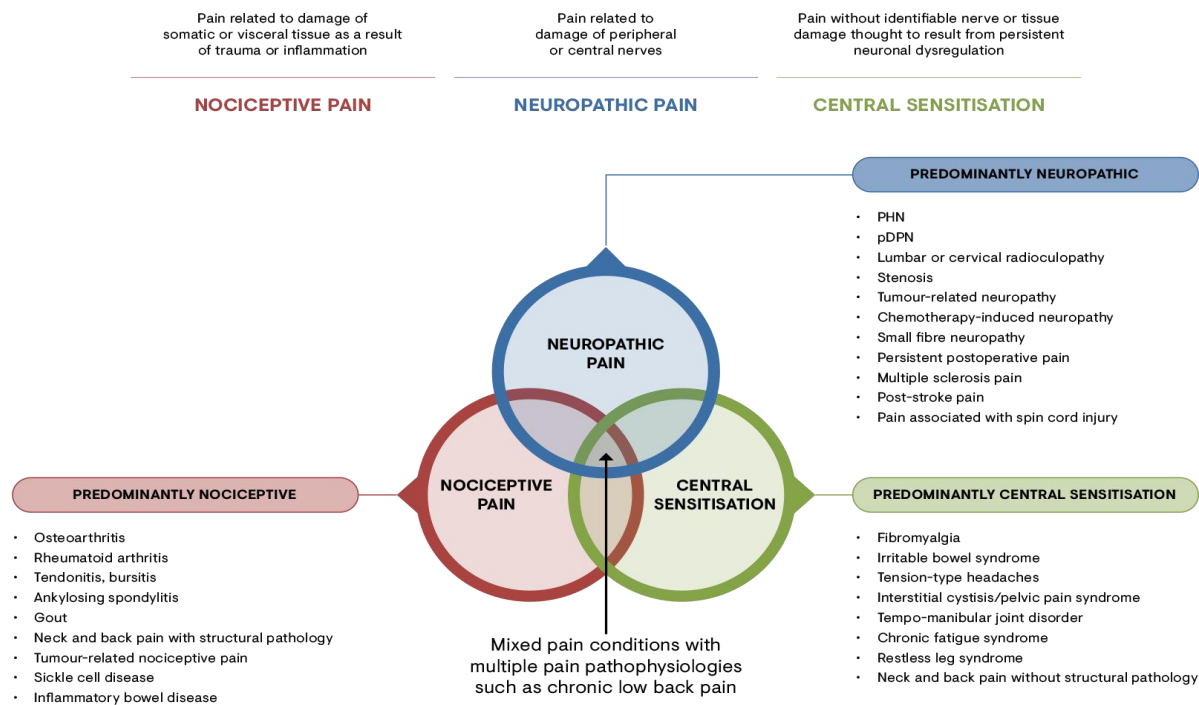 Pain related to damage of
somatic or visceral tissue as a result
of trauma or inflammation
NOCICEPTIVE PAIN
Pain related to
damage of peripheral
or central nerves
NEUROPATHIC PAIN
Pain without identifiable nerve or tissue
damage thought to result from persistent
neuronal dysregulation
CENTRAL SENSITISATION
PREDOMINANTLY NEUROPATHIC
• PHN
• pDPN
• Lumbar or cervical radioculopathy
• Stenosis
• Tumour-related neuropathy
• Chemotherapy-induced neuropathy
• Small fibre neuropathy
• Persistent postoperative pain
• Multiple sclerosis pain
• Post-stroke pain
• Pain associated with spin cord injury
NEUROPATHIC
PAIN
NOCICEPTIVE
PAIN
CENTRAL
SENSITISATION
PREDOMINANTLY NOCICEPTIVE
• Osteoarthritis
• Rheumatoid arthritis
• Tendonitis, bursitis
• Ankylosing spondylitis
• Gout
• Neck and back pain with structural pathology
• Tumour-related nociceptive pain
• Sickle cell disease
• Inflammatory bowel disease
Mixed pain conditions with
multiple pain pathophysiologies
such as chronic low back pain
PREDOMINANTLY CENTRAL SENSITISATION
• Fibromyalgia
• Irritable bowel syndrome
• Tension-type headaches
• Interstitial cystisis/pelvic pain syndrome
• Tempo-manibular joint disorder
• Chronic fatigue syndrome
• Restless leg syndrome
• Neck and back pain without structural pathology